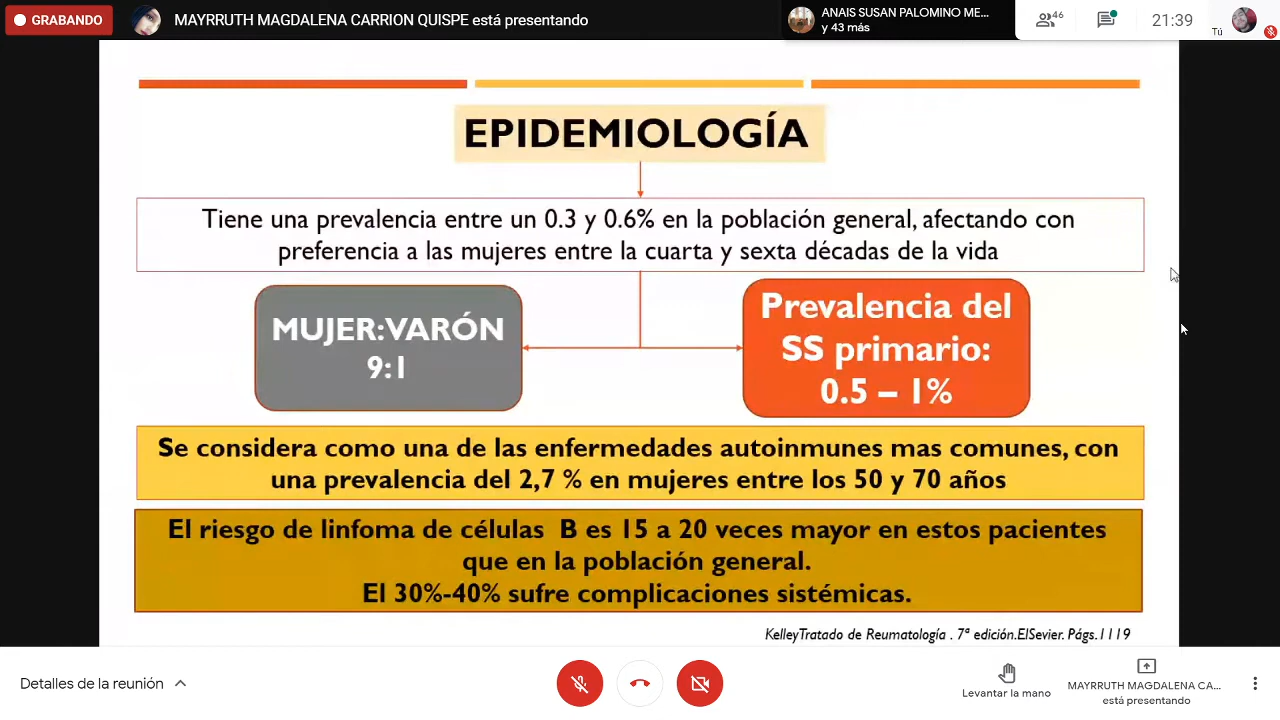 GRABANDO
MAYRRUTH MAGDALENA CARRION QUISPE está presentando
ANAIS SUSAN PALOMINO ME...
y 43 más
46
21:39
Tú
EPIDEMIOLOGÍA
Tiene una prevalencia entre un 0.3 y 0.6% en la población general, afectando con
preferencia a las mujeres entre la cuarta y sexta décadas de la vida
MUJER:VARÓN
9:1
Prevalencia del
SS primario:
0.5 – 1%
Se considera como una de las enfermedades autoinmunes mas comunes, con
una prevalencia del 2,7 % en mujeres entre los 50 y 70 años
El riesgo de linfoma de células B es 15 a 20 veces mayor en estos pacientes
que en la población general.
El 30%-40% sufre complicaciones sistémicas.
KelleyTratado de Reumatología . 7ª edición.ElSevier. Págs.1119
Detalles de la reunión
Levantar la mano
MAYRRUTH MAGDALENA CA...
está presentando